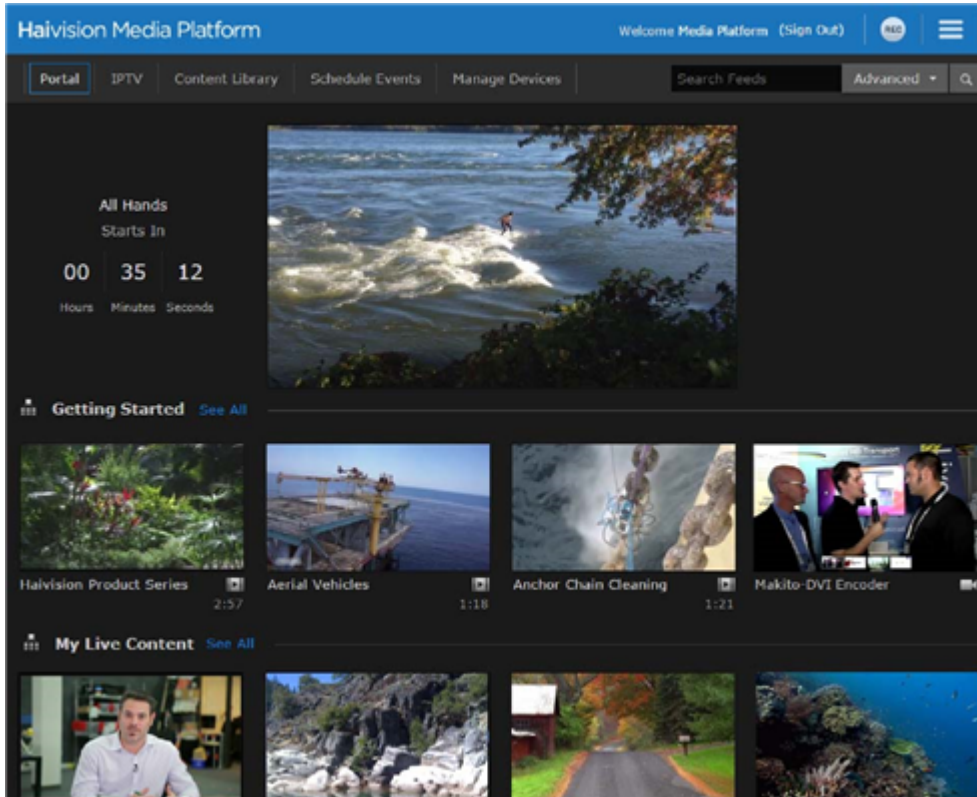 Haivision Media Platform
Welcome Media Platform (Sign Out)
REC
Portal IPTV Content Library Schedule Events Manage Devices
Search Feeds Advanced
All Hands
Starts In
00 35 12
Hours Minutes Seconds
Getting Started See All
Haivision Product Series
2:57
Aerial Vehicles
1:18
Anchor Chain Cleaning
1:21
Makito-DVI Encoder
My Live Content See All